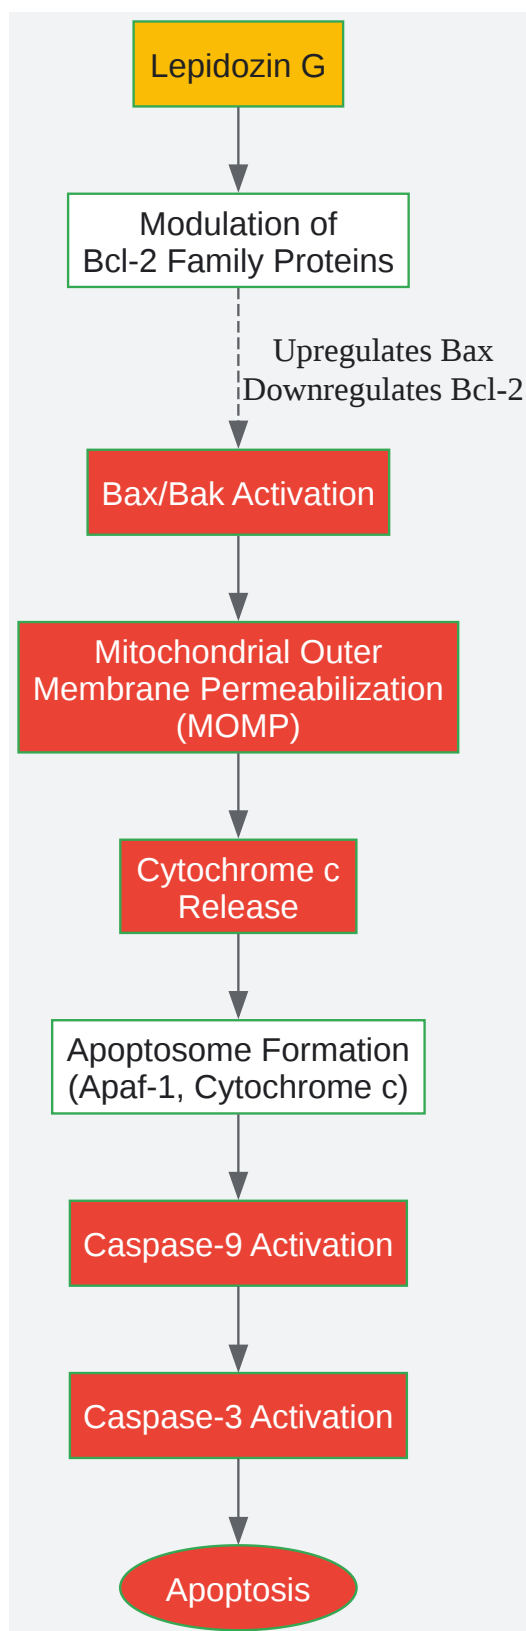 Lepidozin G
Modulation of
Bcl-2 Family Proteins
Upregulates Bax
Downregulates Bcl-2
Bax/Bak Activation
Mitochondrial Outer
Membrane Permeabilization
(MOMP)
Cytochrome c
Release
Apoptosome Formation
(Apaf-1, Cytochrome c)
Caspase-9 Activation
Caspase-3 Activation
Apoptosis